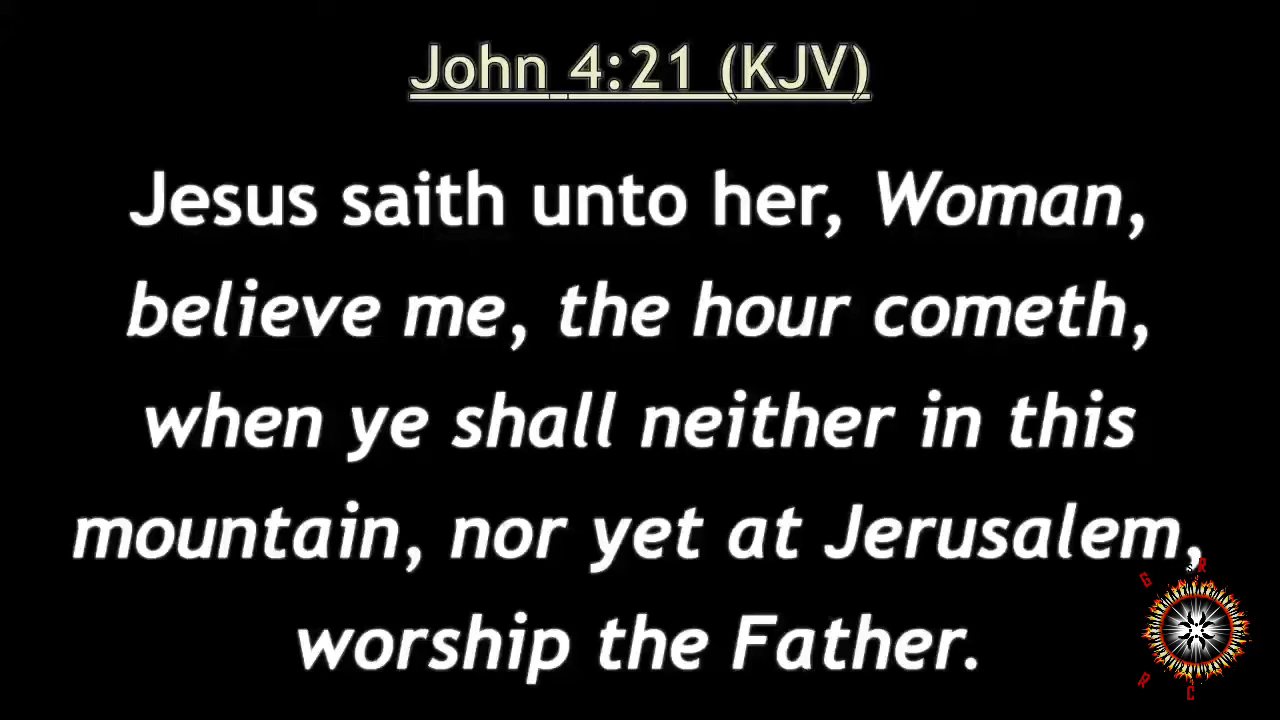 John 4:21 (KJV)
Jesus saith unto her, Woman,
believe me, the hour cometh,
when ye shall neither in this
mountain, nor yet at Jerusalem,
worship the Father.
G R
R C